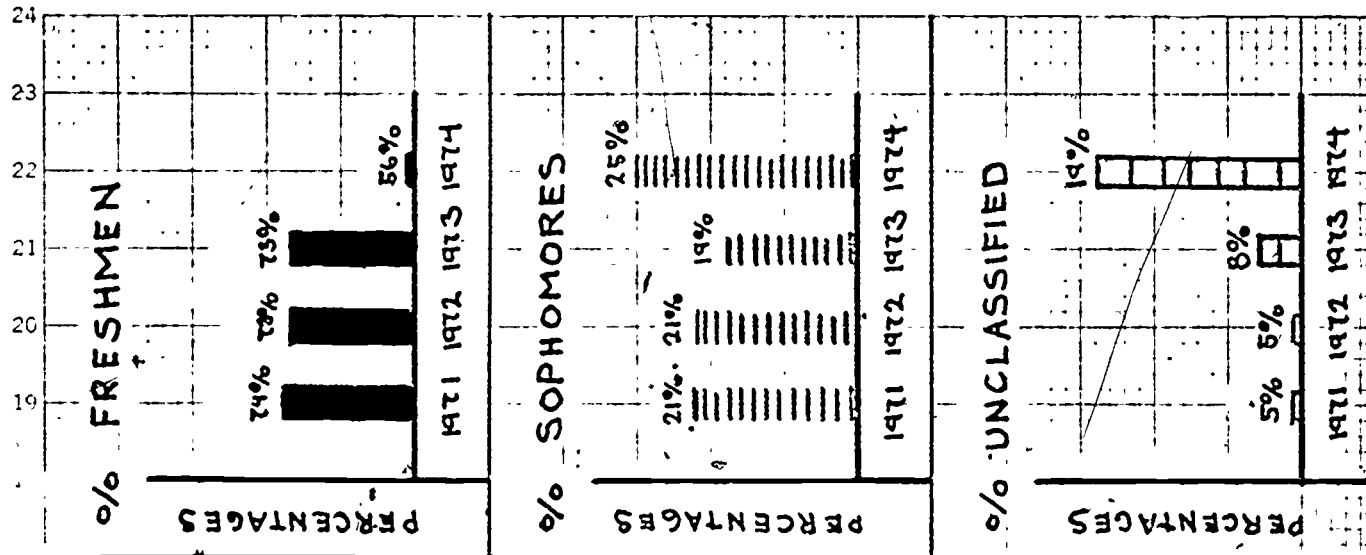 24
23
22
21
20
19
% FRESHMEN
74%
73%
56%
1971 1972 1973 1974
PERCENTAGES
% SOPHOMORES
21%
21%
19%
25%
1971 1972 1973 1974
PERCENTAGES
% UNCLASSIFIED
5%
5%
8%
19%
1971 1972 1973 1974
PERCENTAGES